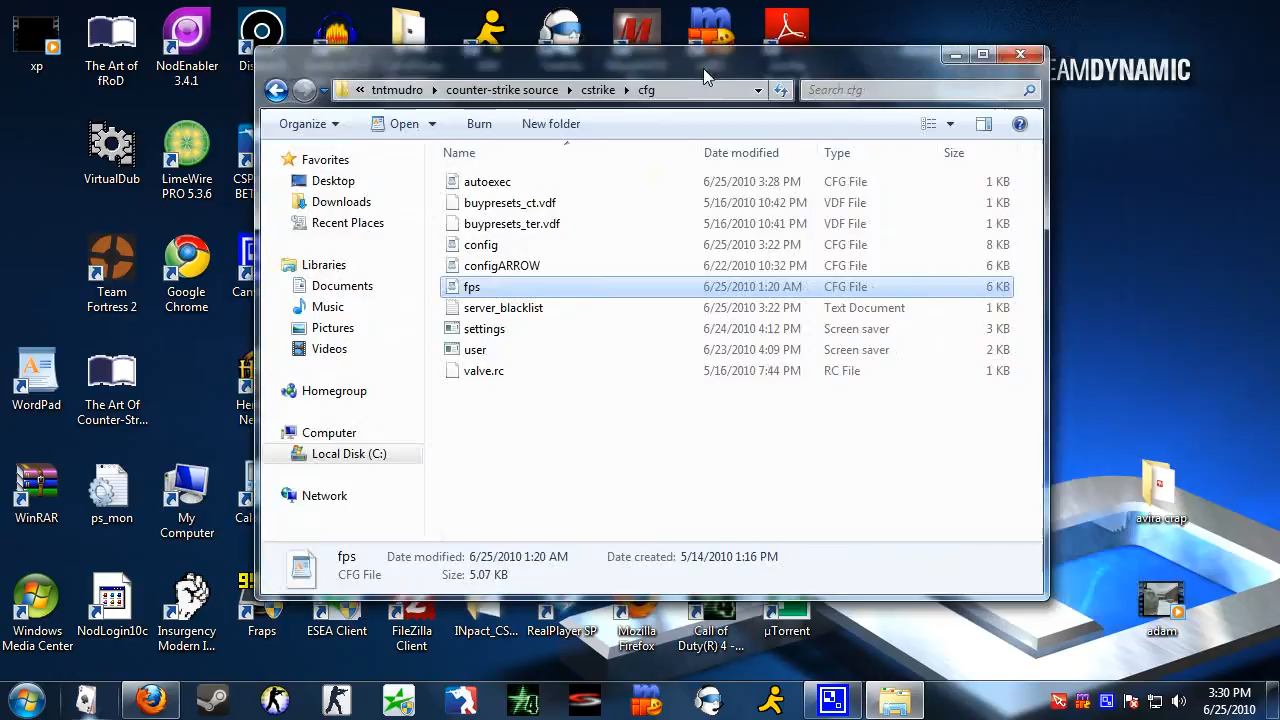 xp
The Art of
fRoD
NodEnabler
3.4.1
EAMDYNAMIC
tntmudro
counter-strike source
cstrike
cfg
Search cfg
Organize
Open
Burn
New folder
Name
Date modified
Type
Size
Favorites
Desktop
Downloads
Recent Places
Libraries
Documents
Music
Pictures
Videos
Homegroup
Computer
Local Disk (C:)
Network
autoexec 6/25/2010 3:28 PM CFG File 1 KB
buypresets_ct.vdf 5/16/2010 10:42 PM VDF File 1 KB
buypresets_ter.vdf 5/16/2010 10:41 PM VDF File 1 KB
config 6/25/2010 3:22 PM CFG File 8 KB
configARROW 6/22/2010 10:32 PM CFG File 6 KB
fps 6/25/2010 1:20 AM CFG File 6 KB
server_blacklist 6/25/2010 3:22 PM Text Document 1 KB
settings 6/24/2010 4:12 PM Screen saver 3 KB
user 6/23/2010 4:09 PM Screen saver 2 KB
valve.rc 5/16/2010 7:44 PM RC File 1 KB
fps Date modified: 6/25/2010 1:20 AM Date created: 5/14/2010 1:16 PM
CFG File Size: 5.07 KB
VirtualDub
LimeWire
PRO 5.3.6
Team
Fortress 2
Google
Chrome
WordPad
The Art Of
Counter-Str...
WinRAR
ps_mon
My
Computer
avira crap
Windows
Media Center
NodLogin10c
Insurgency
Modern I...
Fraps
ESEA Client
FileZilla
Client
INpact_CS...
RealPlayer SP
Mozilla
Firefox
Call of
Duty(R) 4 -...
µTorrent
adam
3:30 PM
6/25/2010